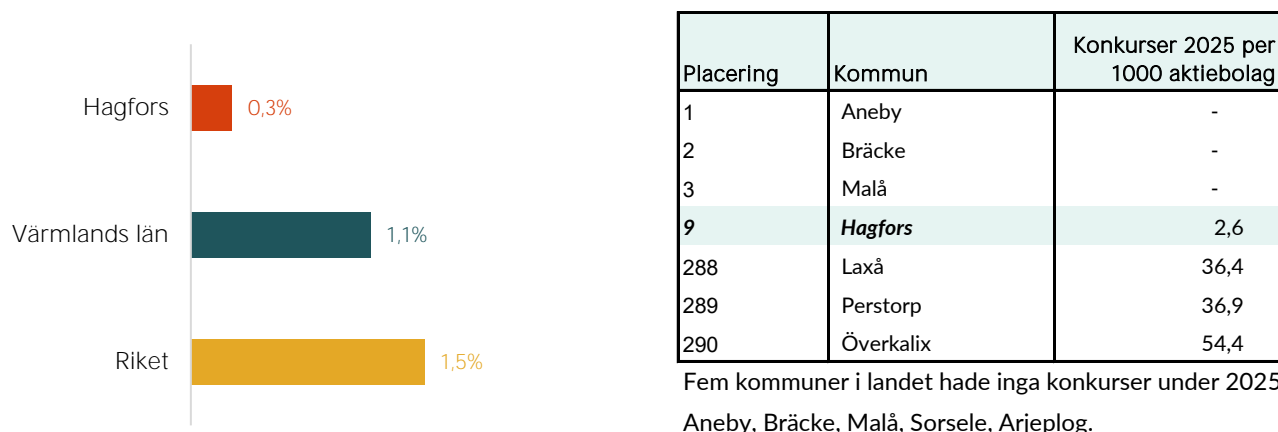 Hagfors 0,3%
Värmlands län 1,1%
Riket 1,5%
Placering Kommun Konkurser 2025 per 1000 aktiebolag
1 Aneby -
2 Bräcke -
3 Malå -
9 Hagfors 2,6
288 Laxå 36,4
289 Perstorp 36,9
290 Överkalix 54,4
Fem kommuner i landet hade inga konkurser under 2025
Aneby, Bräcke, Malå, Sorsele, Arjeplog.